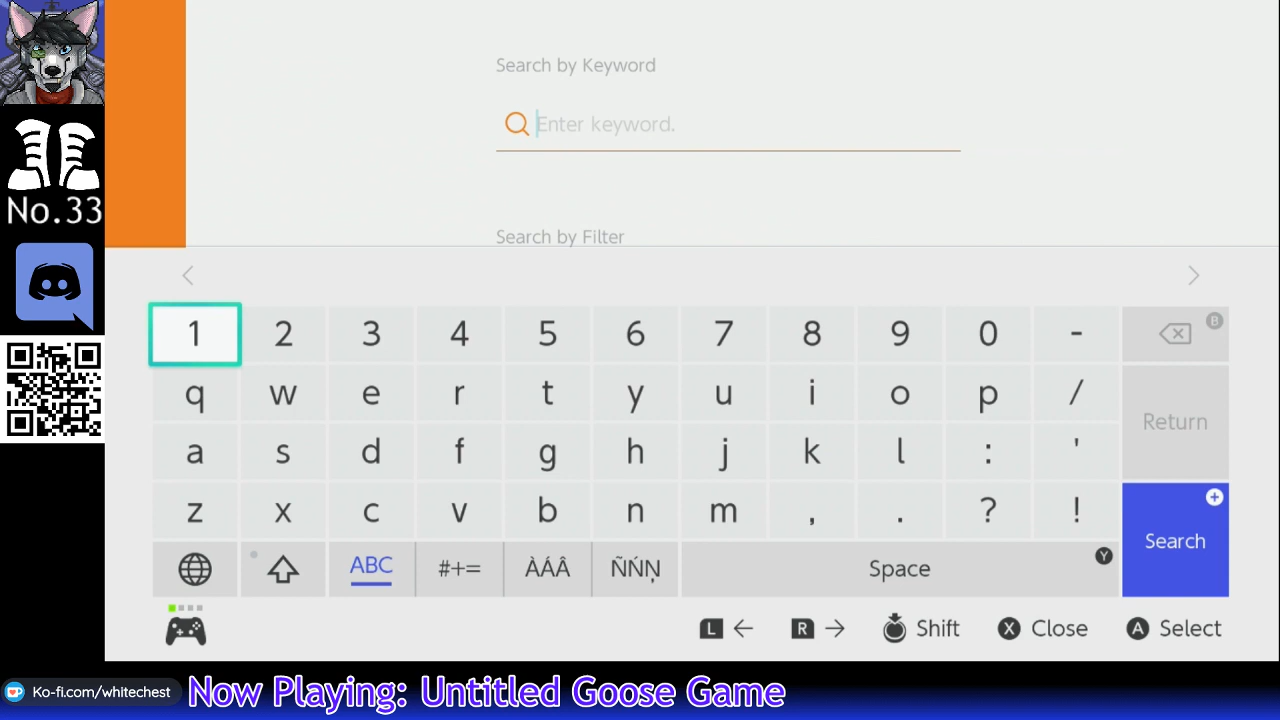 Search by Keyword
Enter keyword.
No.33
Search by Filter
1 2 3 4 5 6 7 8 9 0 - B
q w e r t y u i o p / Return
a s d f g h j k l : '
z x c v b n m , . ? ! Search
ABC #+= ÀÁÂ ÑŃŅ Space Y
L ← R → Shift X Close A Select
Ko-fi.com/whitechest Now Playing: Untitled Goose Game